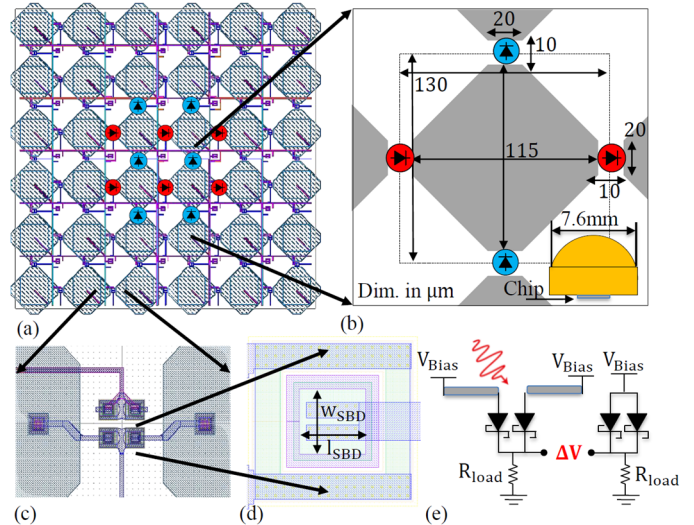 20
10
130
115
20
10
7.6mm
Chip
Dim. in μm
(a)
(b)
W_SBD
l_SBD
V_Bias
V_Bias
V_Bias
ΔV
R_load
R_load
(c)
(d)
(e)